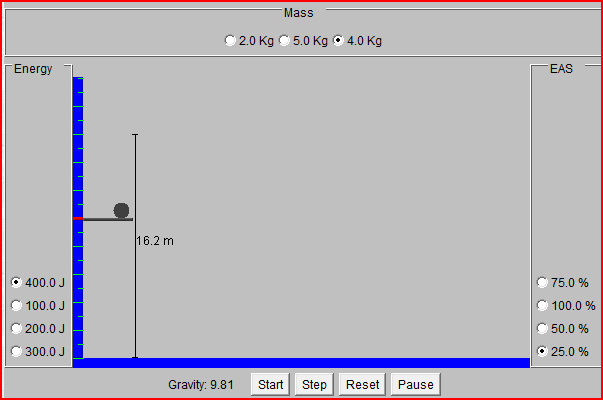 Mass
2.0 Kg 5.0 Kg 4.0 Kg
Energy
EAS
16.2 m
400.0 J
100.0 J
200.0 J
300.0 J
75.0 %
100.0 %
50.0 %
25.0 %
Gravity: 9.81 Start Step Reset Pause